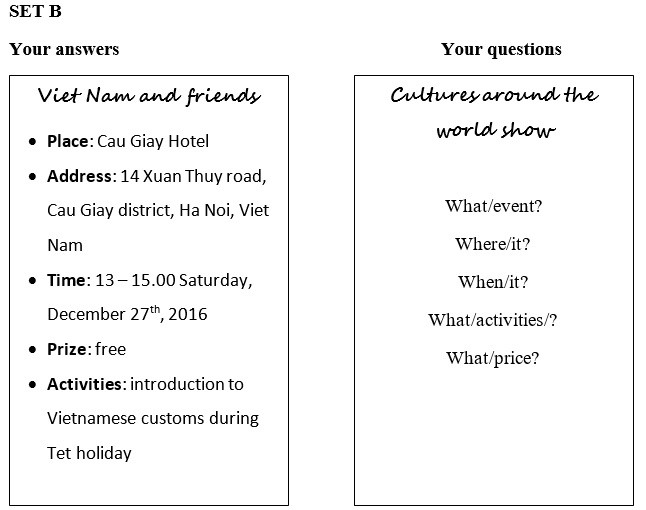 SET B
Your answers
Your questions
Viet Nam and friends
• Place: Cau Giay Hotel
• Address: 14 Xuan Thuy road,
Cau Giay district, Ha Noi, Viet
Nam
• Time: 13 – 15.00 Saturday,
December 27th, 2016
• Prize: free
• Activities: introduction to
Vietnamese customs during
Tet holiday
Cultures around the
world show
What/event?
Where/it?
When/it?
What/activities/?
What/price?